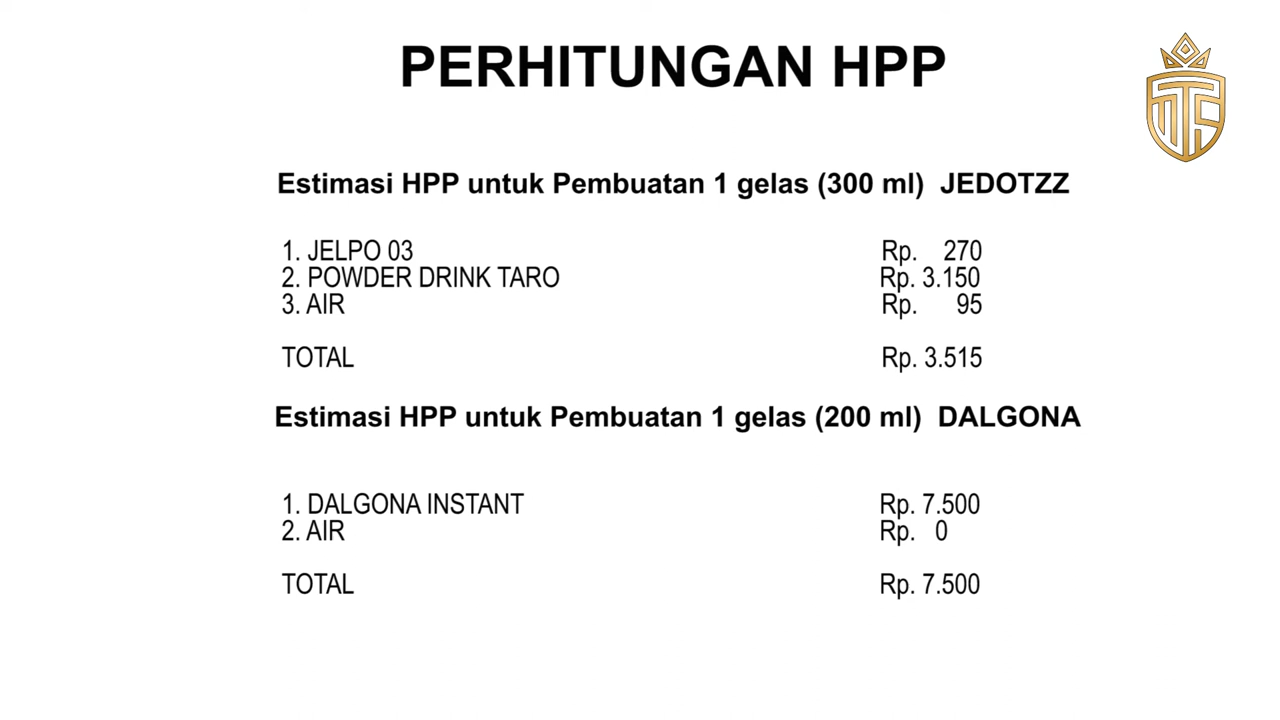 PERHITUNGAN HPP
Estimasi HPP untuk Pembuatan 1 gelas (300 ml) JEDOTZZ
1. JELPO 03 Rp. 270
2. POWDER DRINK TARO Rp. 3.150
3. AIR Rp. 95
TOTAL Rp. 3.515
Estimasi HPP untuk Pembuatan 1 gelas (200 ml) DALGONA
1. DALGONA INSTANT Rp. 7.500
2. AIR Rp. 0
TOTAL Rp. 7.500